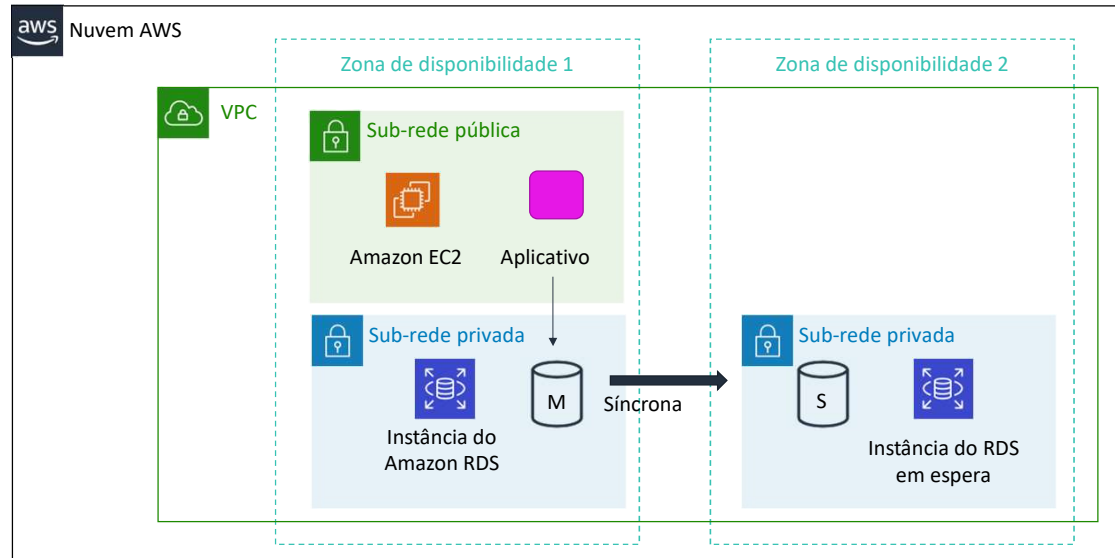 aws
Nuvem AWS
Zona de disponibilidade 1
Zona de disponibilidade 2
VPC
Sub-rede pública
Amazon EC2
Aplicativo
Sub-rede privada
Sub-rede privada
M
Síncrona
S
Instância do
Amazon RDS
Instância do RDS
em espera